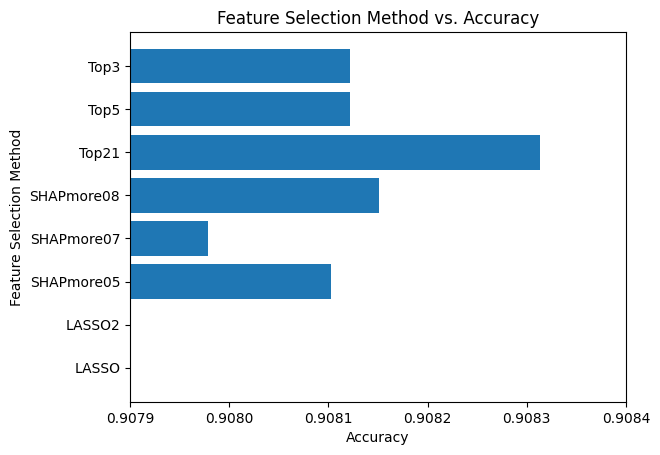 Feature Selection Method vs. Accuracy
Feature Selection Method
Top3
Top5
Top21
SHAPmore08
SHAPmore07
SHAPmore05
LASSO2
LASSO
0.9079 0.9080 0.9081 0.9082 0.9083 0.9084
Accuracy